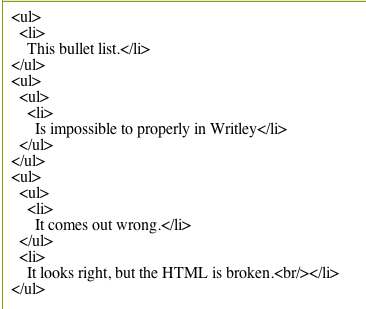 <ul>
<li>
This bullet list.</li>
</ul>
<ul>
<ul>
<li>
Is impossible to properly in Writley</li>
</ul>
</ul>
<ul>
<ul>
<li>
It comes out wrong.</li>
</ul>
<li>
It looks right, but the HTML is broken.<br/></li>
</ul>